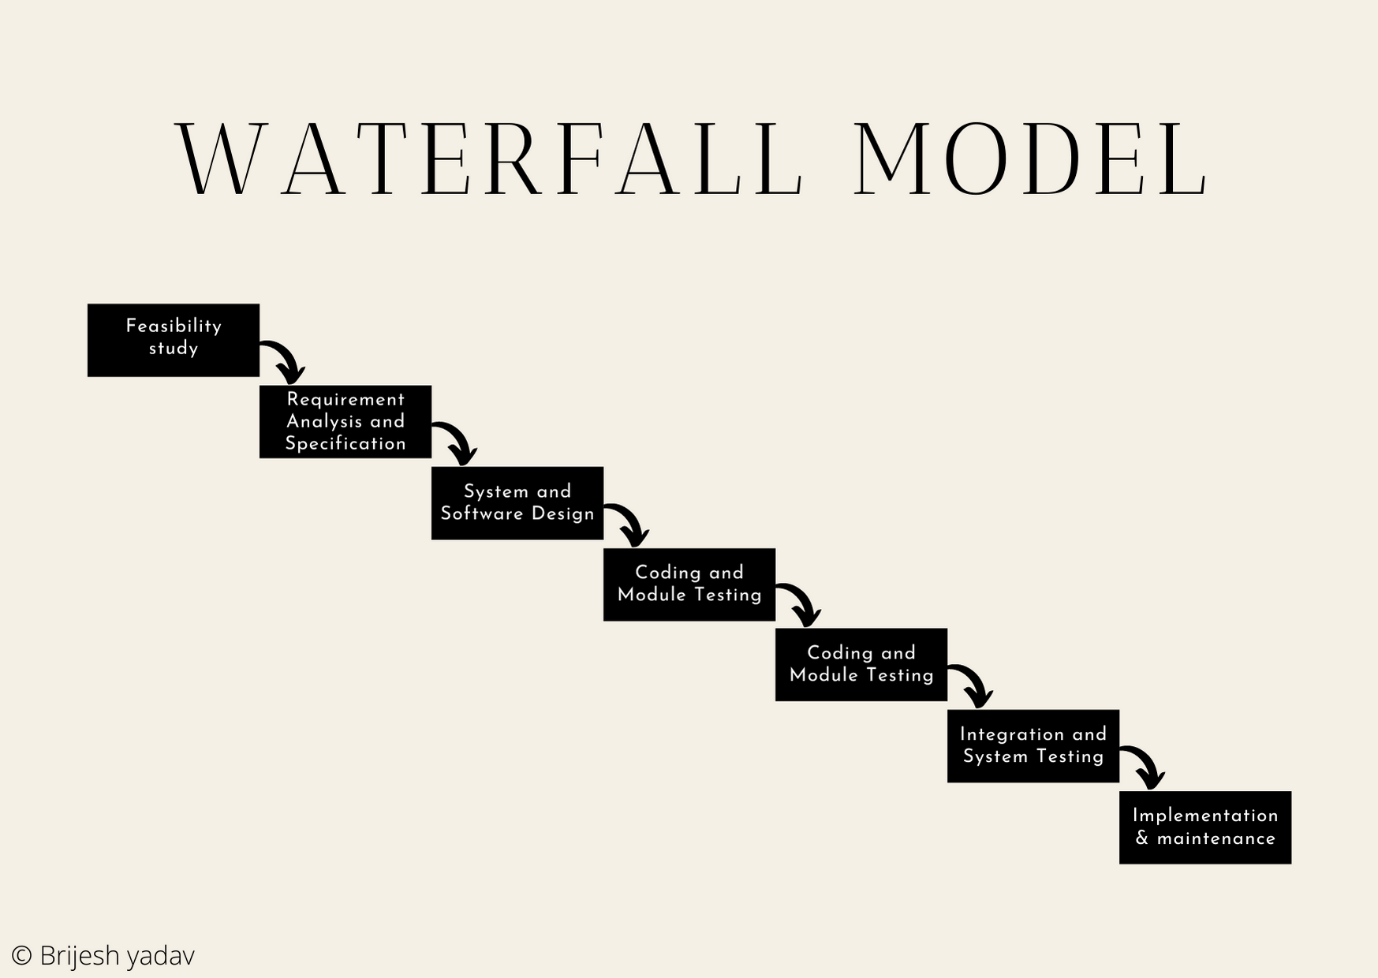 WATERFALL MODEL
Feasibility
study
Requirement
Analysis and
Specification
System and
Software Design
Coding and
Module Testing
Coding and
Module Testing
Integration and
System Testing
Implementation
& maintenance
© Brijesh yadav